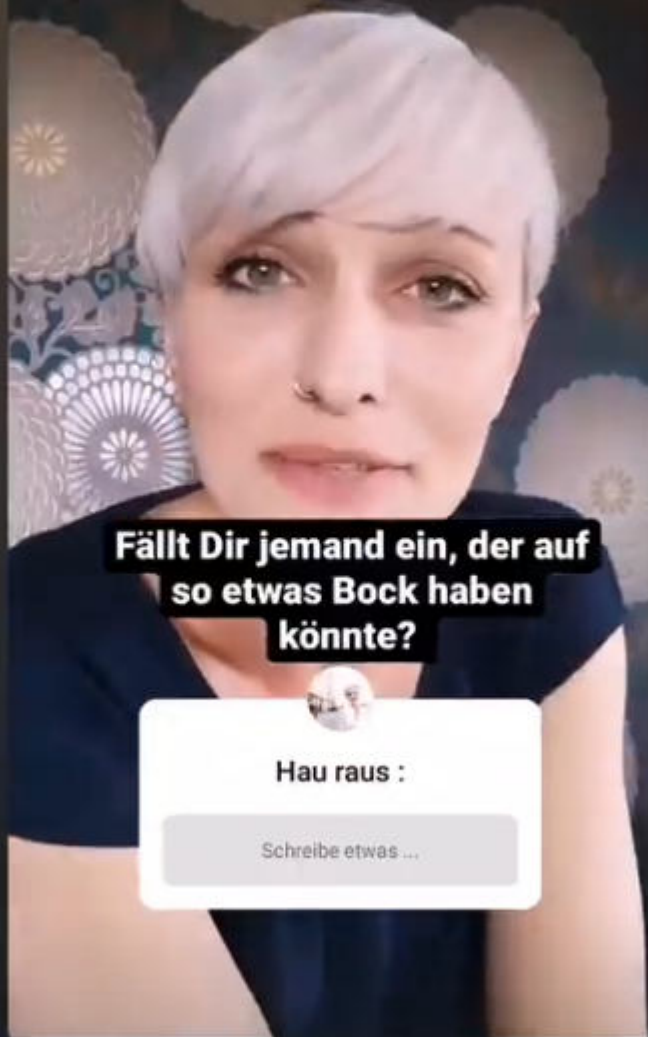 Fällt Dir jemand ein, der auf
so etwas Bock haben
könnte?
Hau raus :
Schreibe etwas ...